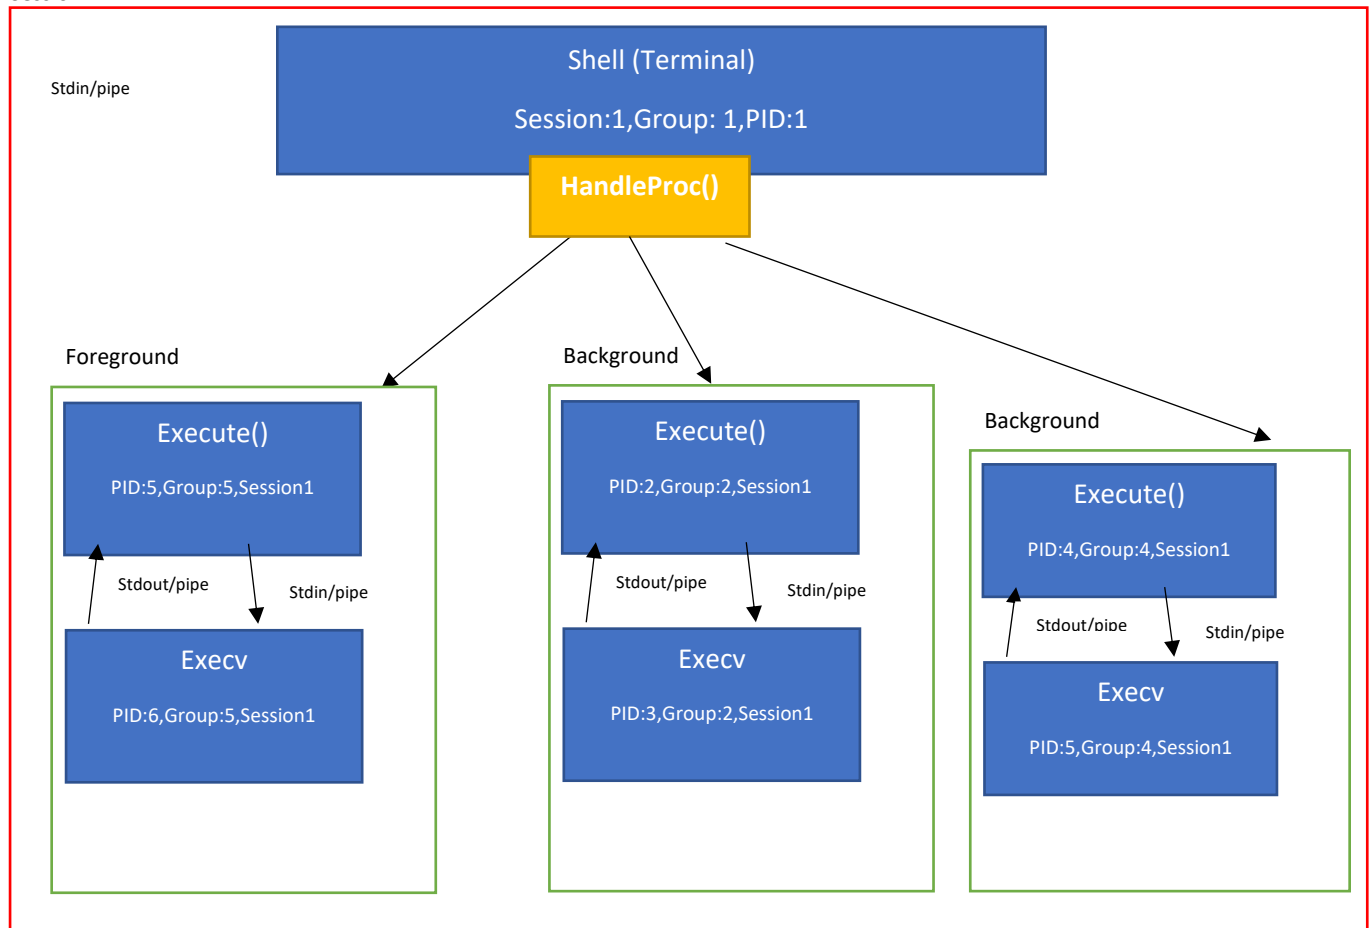 Shell (Terminal)
Stdin/pipe
Session:1,Group: 1,PID:1
HandleProc()
Foreground
Execute()
PID:5,Group:5,Session1
Stdout/pipe
Stdin/pipe
Execv
PID:6,Group:5,Session1
Background
Execute()
PID:2,Group:2,Session1
Stdout/pipe
Stdin/pipe
Execv
PID:3,Group:2,Session1
Background
Execute()
PID:4,Group:4,Session1
Stdout/pipe
Stdin/pipe
Execv
PID:5,Group:4,Session1